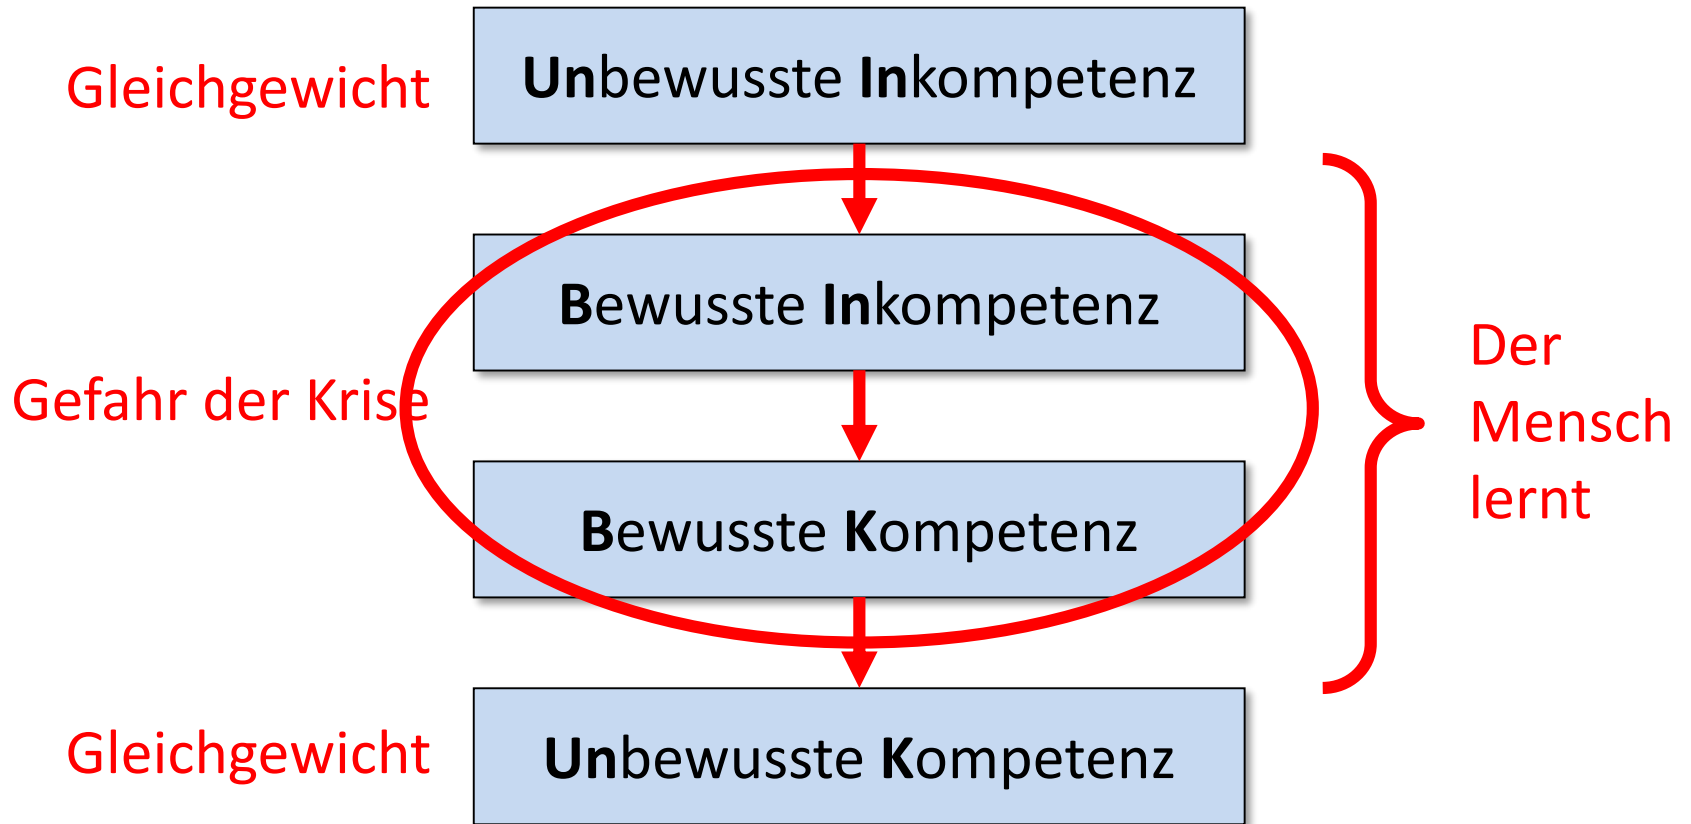 Gleichgewicht
Unbewusste Inkompetenz
Bewusste Inkompetenz
Gefahr der Krise
Bewusste Kompetenz
Der
Mensch
lernt
Gleichgewicht
Unbewusste Kompetenz